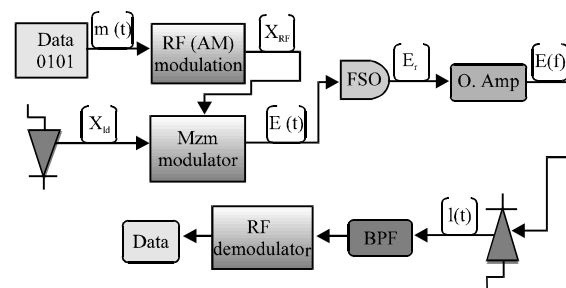 Data
0101
[m (t)]
RF (AM)
modulation
[X_RF]
[X_ld]
Mzm
modulator
[E (t)]
FSO
[E_r]
O. Amp
[E(f)]
Data
RF
demodulator
BPF
[l(t)]